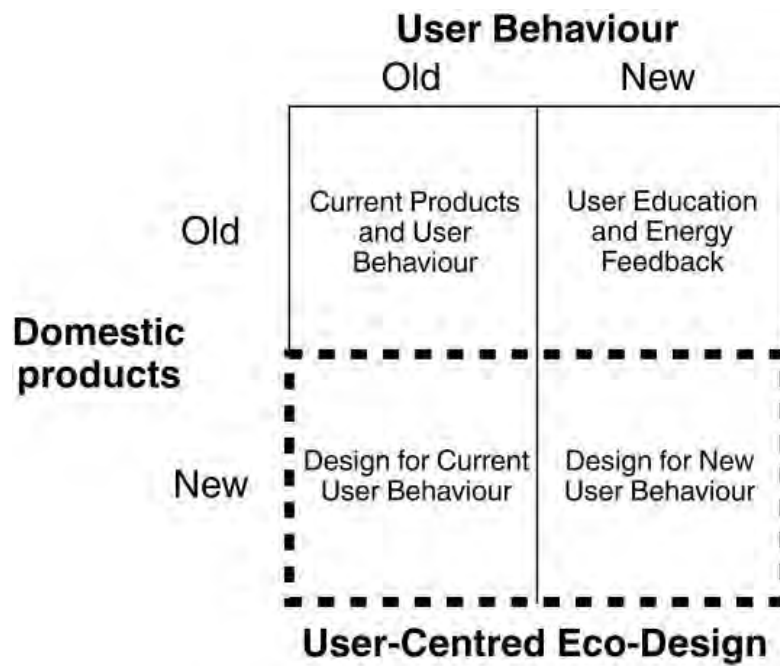 User Behaviour
Old New
Current Products
and User
Behaviour
User Education
and Energy
Feedback
Old
Domestic
products
New
Design for Current
User Behaviour
Design for New
User Behaviour
User-Centred Eco-Design